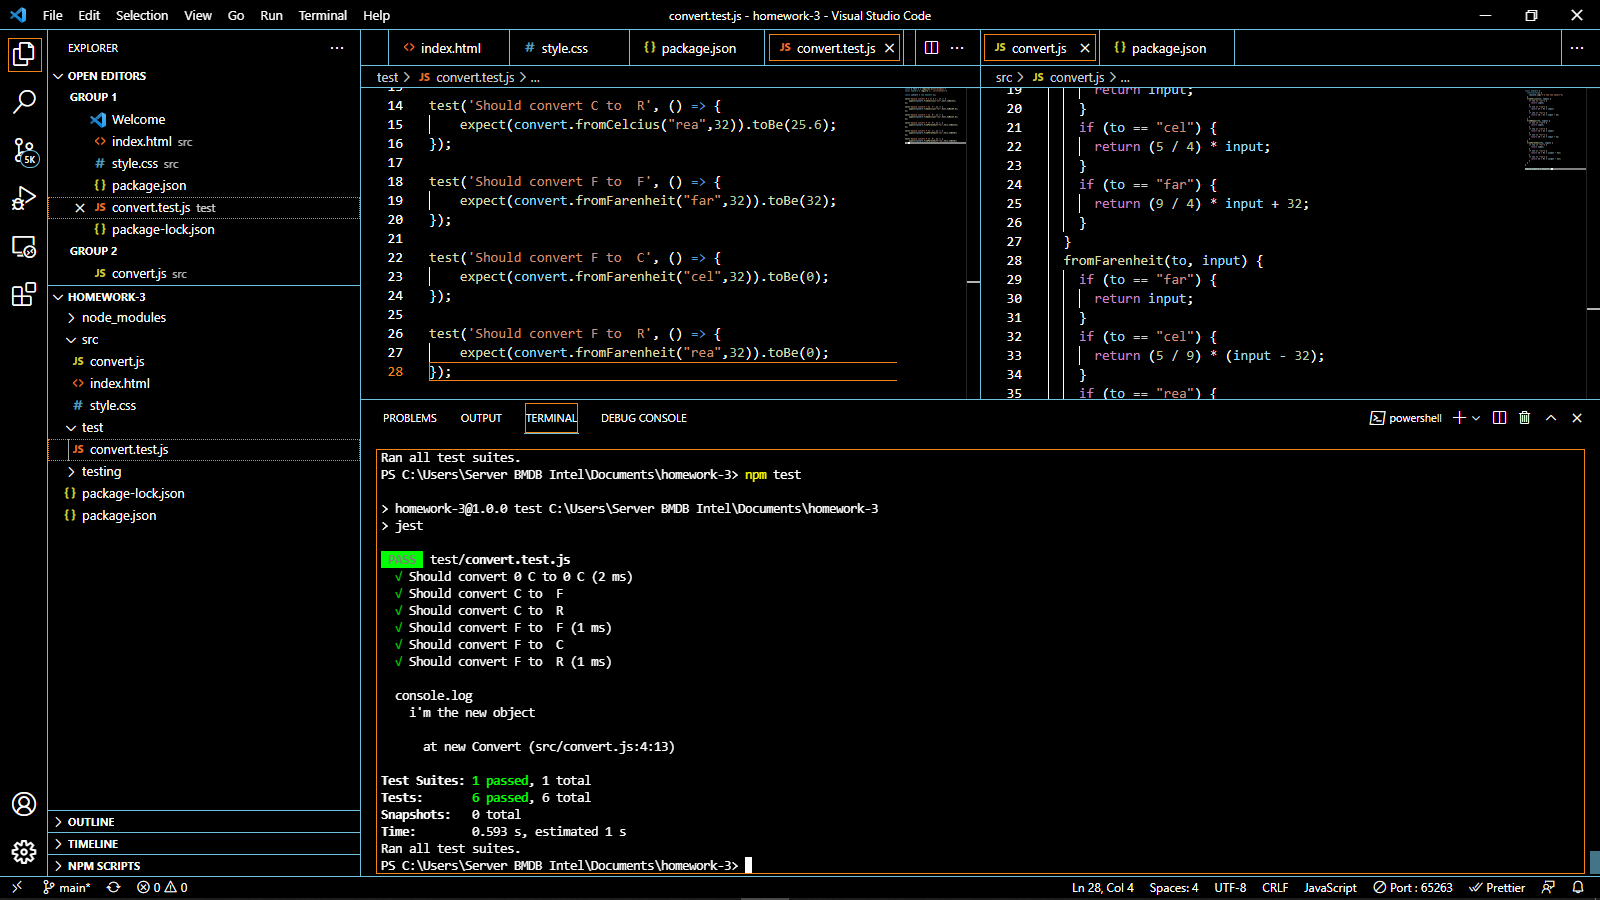 File Edit Selection View Go Run Terminal Help
convert.test.js - homework-3 - Visual Studio Code
EXPLORER
OPEN EDITORS
GROUP 1
Welcome
index.html src
style.css src
package.json
convert.test.js test
package-lock.json
GROUP 2
convert.js src
HOMEWORK-3
node_modules
src
convert.js
index.html
style.css
test
convert.test.js
testing
package-lock.json
package.json
OUTLINE
TIMELINE
NPM SCRIPTS
5K
index.html style.css package.json convert.test.js
test > convert.test.js > ...
13
14 test('Should convert C to  R', () => {
15     expect(convert.fromCelcius("rea",32)).toBe(25.6);
16 });
17
18 test('Should convert F to  F', () => {
19     expect(convert.fromFarenheit("far",32)).toBe(32);
20 });
21
22 test('Should convert F to  C', () => {
23     expect(convert.fromFarenheit("cel",32)).toBe(0);
24 });
25
26 test('Should convert F to  R', () => {
27     expect(convert.fromFarenheit("rea",32)).toBe(0);
28 });
convert.js package.json
src > convert.js > ...
19 return input;
20 }
21 if (to == "cel") {
22 return (5 / 4) * input;
23 }
24 if (to == "far") {
25 return (9 / 4) * input + 32;
26 }
27 }
28 fromFarenheit(to, input) {
29 if (to == "far") {
30 return input;
31 }
32 if (to == "cel") {
33 return (5 / 9) * (input - 32);
34 }
35 if (to == "rea") {
PROBLEMS OUTPUT TERMINAL DEBUG CONSOLE
powershell
Ran all test suites.
PS C:\Users\Server BMDB Intel\Documents\homework-3> npm test
> homework-3@1.0.0 test C:\Users\Server BMDB Intel\Documents\homework-3
> jest
PASS test/convert.test.js
√ Should convert 0 C to 0 C (2 ms)
√ Should convert C to  F
√ Should convert C to  R
√ Should convert F to  F (1 ms)
√ Should convert F to  C
√ Should convert F to  R (1 ms)
console.log
i'm the new object
at new Convert (src/convert.js:4:13)
Test Suites: 1 passed, 1 total
Tests: 6 passed, 6 total
Snapshots: 0 total
Time: 0.593 s, estimated 1 s
Ran all test suites.
PS C:\Users\Server BMDB Intel\Documents\homework-3>
main* 0 0 Ln 28, Col 4 Spaces: 4 UTF-8 CRLF JavaScript Port : 65263 Prettier